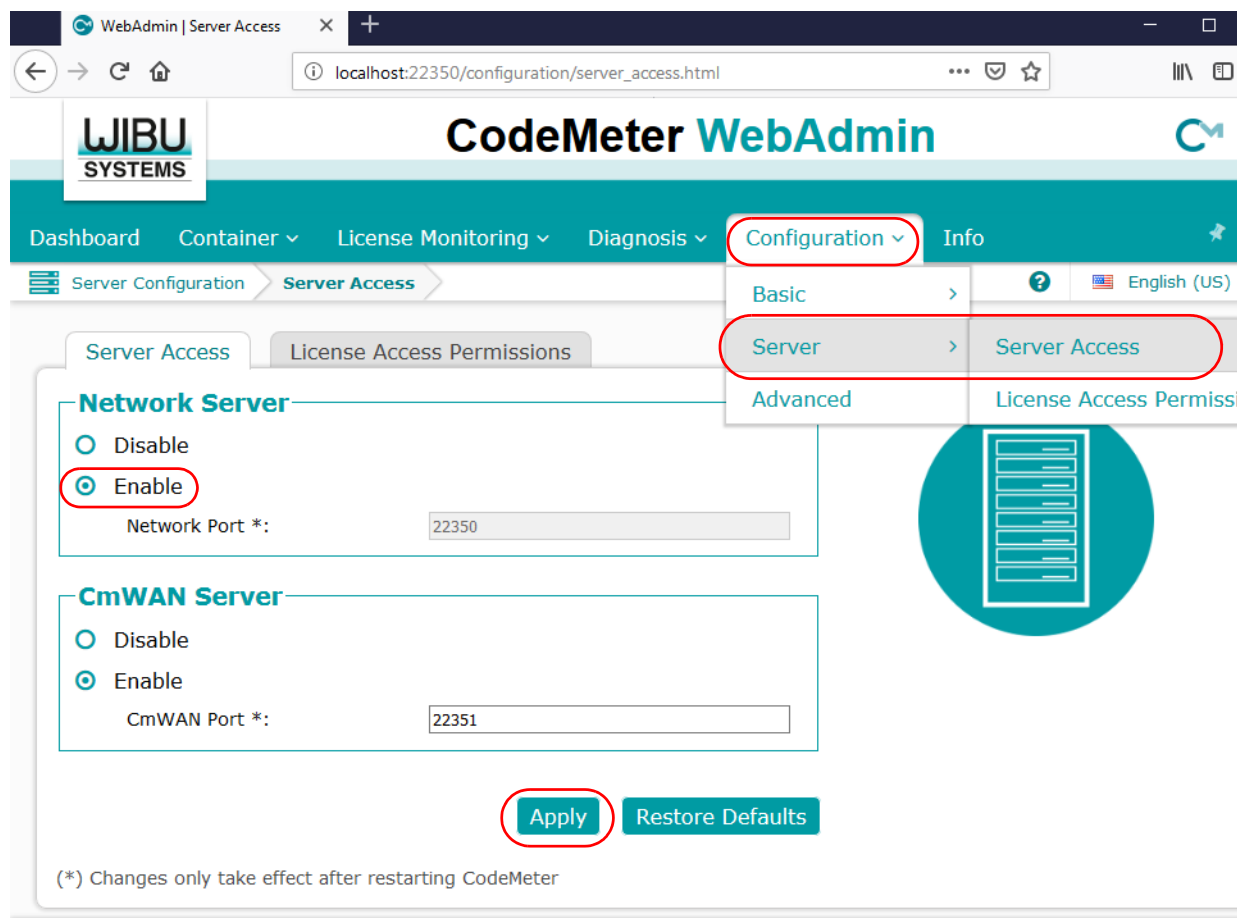 WebAdmin | Server Access
localhost:22350/configuration/server_access.html
WIBU
SYSTEMS
CodeMeter WebAdmin
CM
Dashboard Container License Monitoring Diagnosis Configuration Info
Server Configuration Server Access
English (US)
Basic
Server
Server Access
Advanced
License Access Permissi
Server Access License Access Permissions
Network Server
Disable
Enable
Network Port *: 22350
CmWAN Server
Disable
Enable
CmWAN Port *: 22351
Apply Restore Defaults
(*) Changes only take effect after restarting CodeMeter